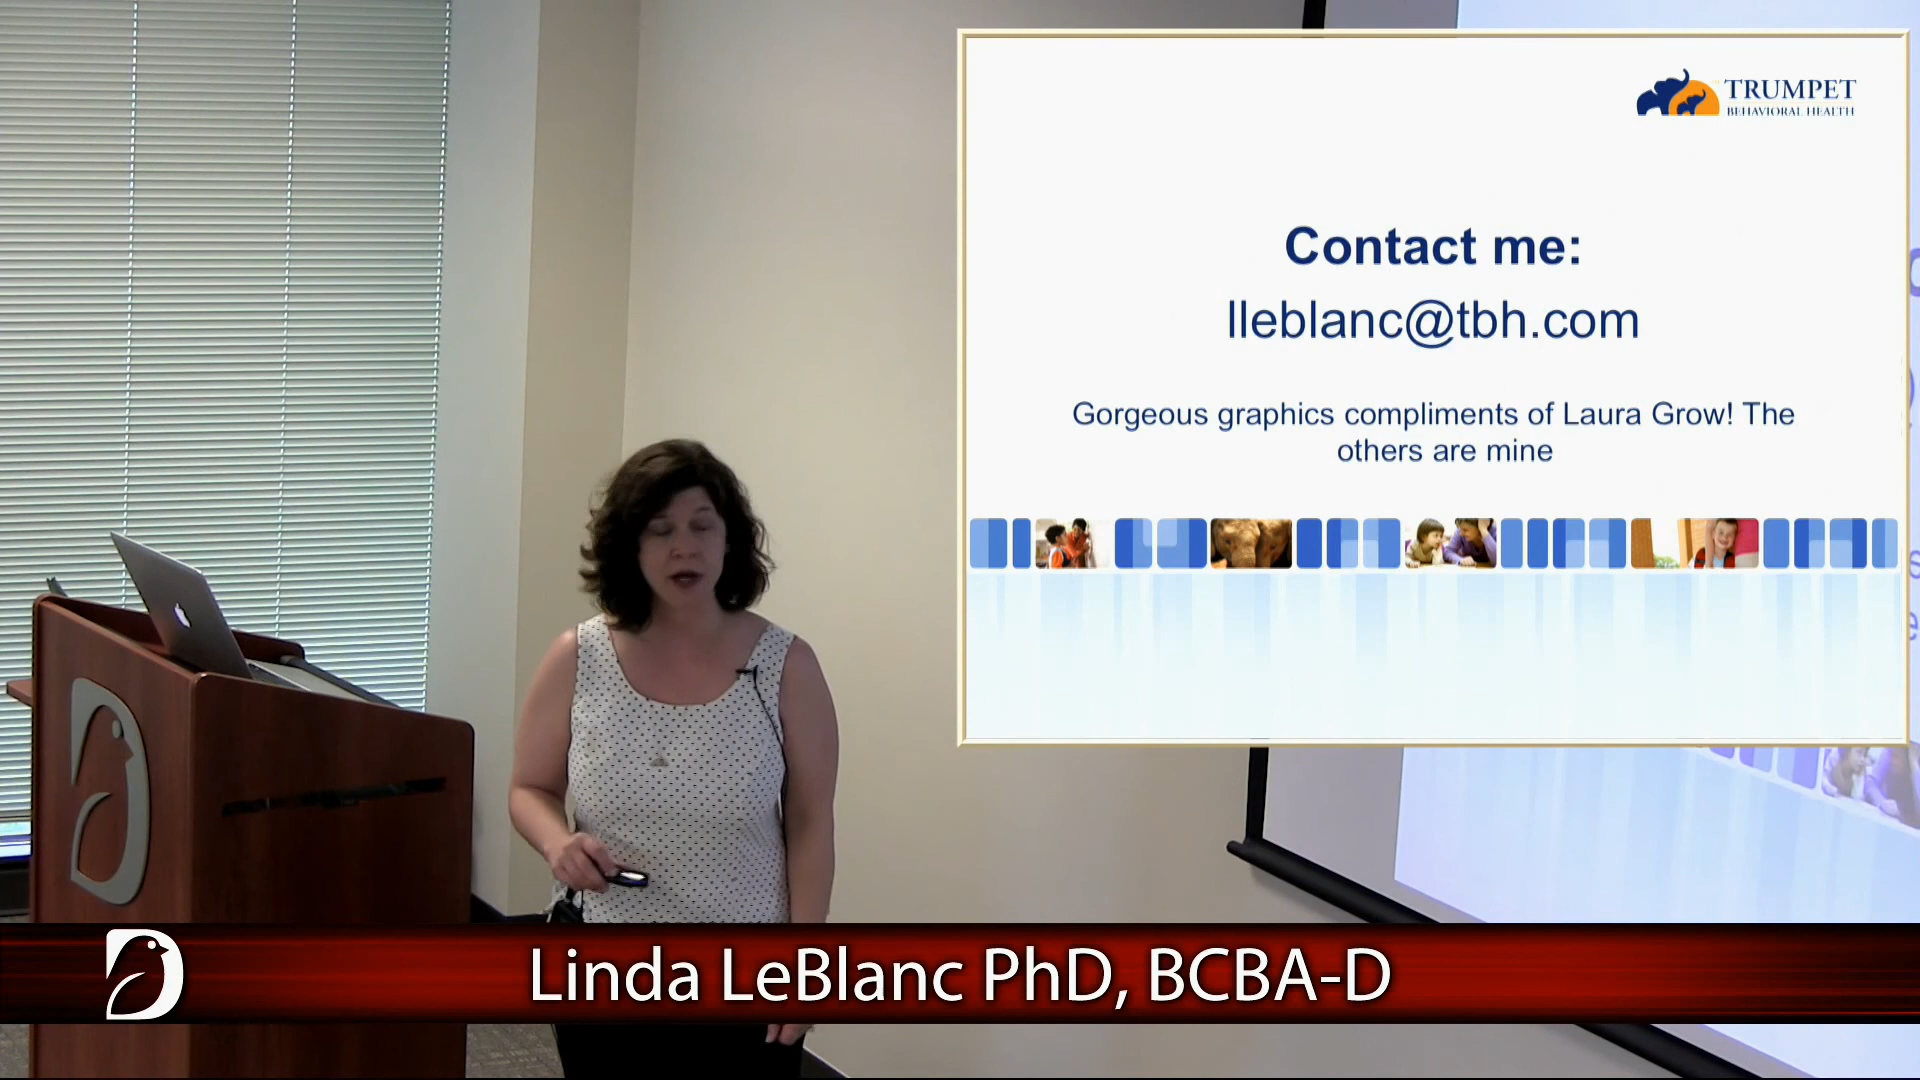 TRUMPET
BEHAVIORAL HEALTH
Contact me:
lleblanc@tbh.com
Gorgeous graphics compliments of Laura Grow! The
others are mine
Linda LeBlanc PhD, BCBA-D